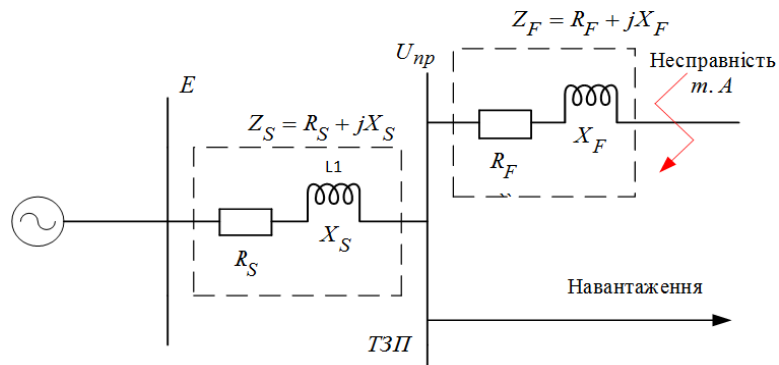 Z_F = R_F + jX_F
U_пр
Несправність
т. А
E
Z_S = R_S + jX_S
L1
R_F
X_F
R_S
X_S
Навантаження
ТЗП